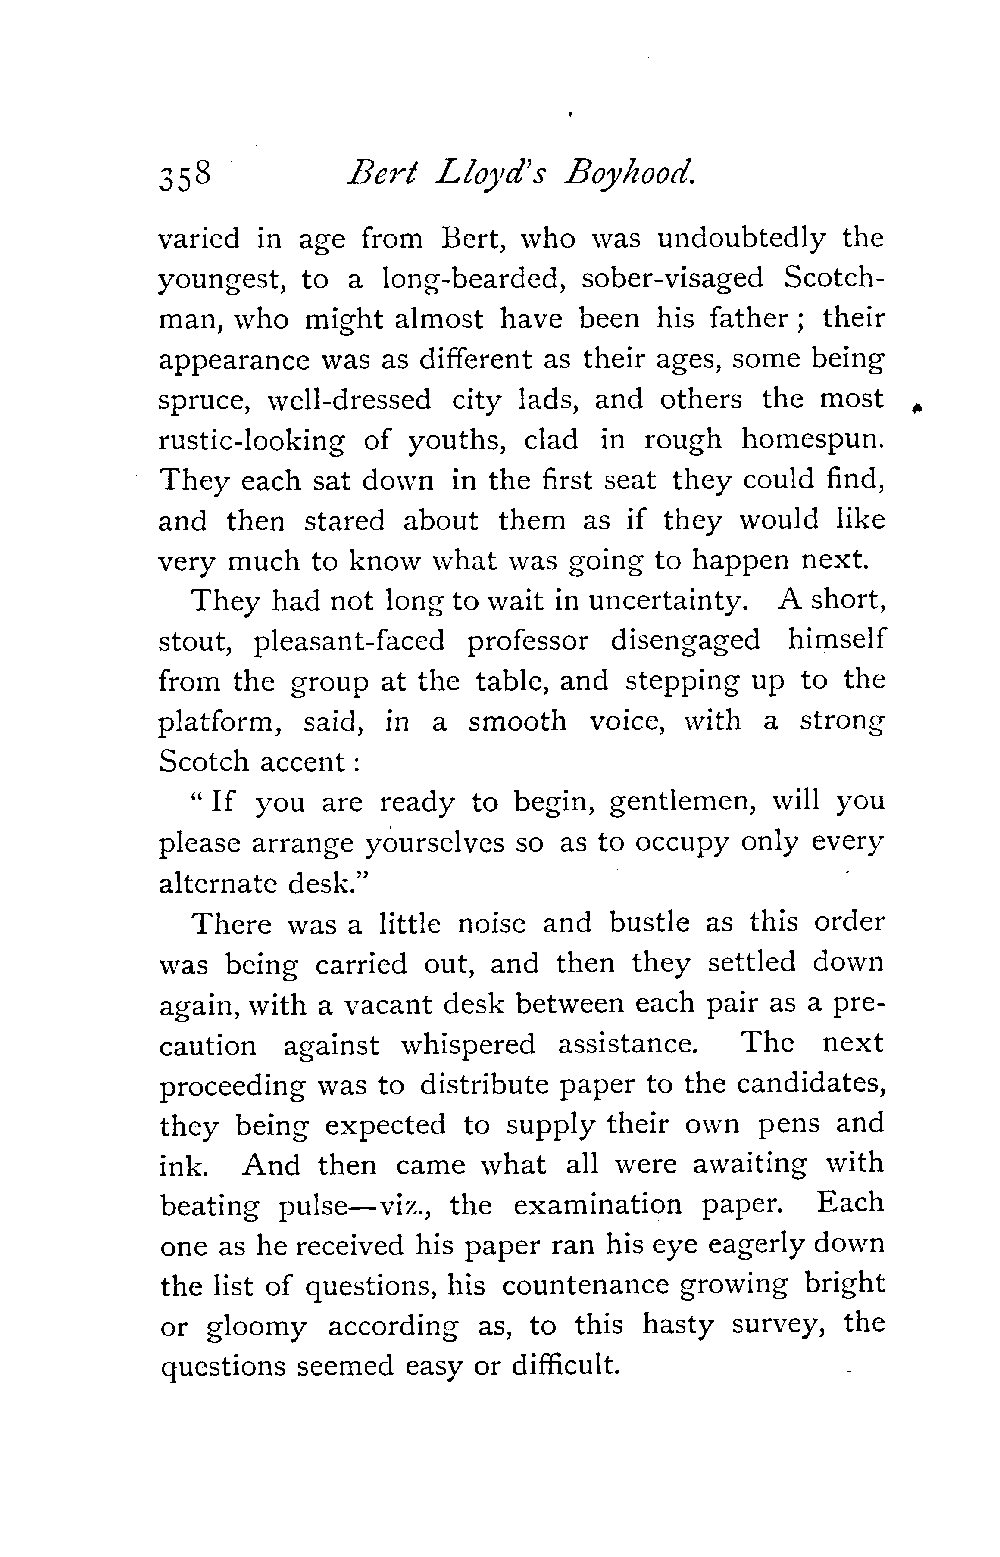 358 Bert Lloyd's Boyhood.
varied in age from Bert, who was undoubtedly the
youngest, to a long-bearded, sober-visaged Scotch-
man, who might almost have been his father ; their
appearance was as different as their ages, some being
spruce, well-dressed city lads, and others the most
rustic-looking of youths, clad in rough homespun.
They each sat down in the first seat they could find,
and then stared about them as if they would like
very much to know what was going to happen next.
They had not long to wait in uncertainty. A short,
stout, pleasant-faced professor disengaged himself
from the group at the table, and stepping up to the
platform, said, in a smooth voice, with a strong
Scotch accent :
“ If you are ready to begin, gentlemen, will you
please arrange yourselves so as to occupy only every
alternate desk.”
There was a little noise and bustle as this order
was being carried out, and then they settled down
again, with a vacant desk between each pair as a pre-
caution against whispered assistance. The next
proceeding was to distribute paper to the candidates,
they being expected to supply their own pens and
ink. And then came what all were awaiting with
beating pulse—viz., the examination paper. Each
one as he received his paper ran his eye eagerly down
the list of questions, his countenance growing bright
or gloomy according as, to this hasty survey, the
questions seemed easy or difficult.